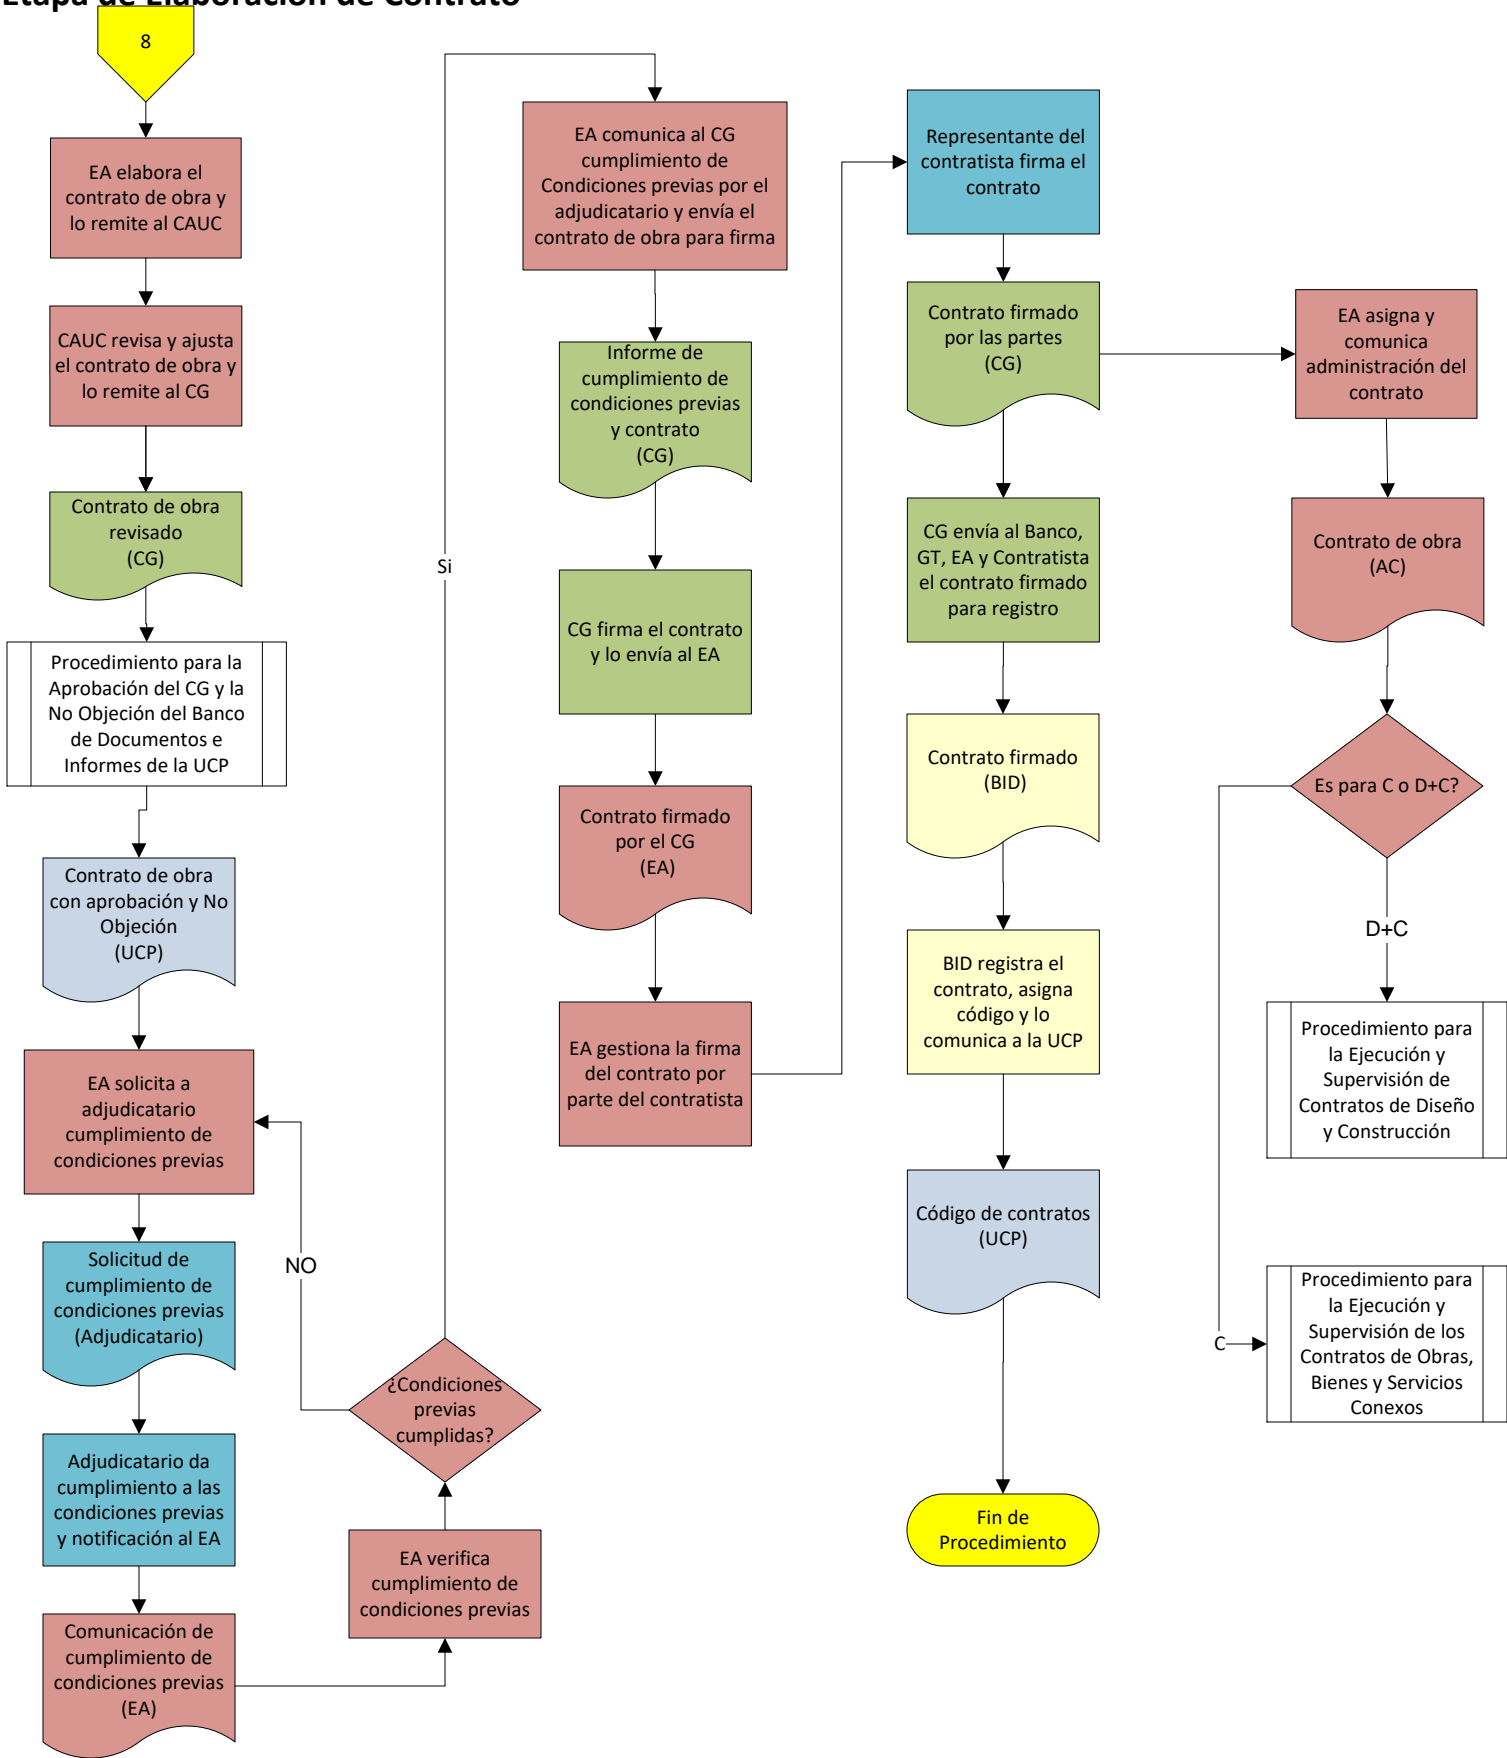 Etapa de Elaboración de Contrato
8
EA elabora el
contrato de obra y
lo remite al CAUC
CAUC revisa y ajusta
el contrato de obra y
lo remite al CG
Contrato de obra
revisado
(CG)
Procedimiento para la
Aprobación del CG y la
No Objeción del Banco
de Documentos e
Informes de la UCP
Contrato de obra
con aprobación y No
Objeción
(UCP)
EA solicita a
adjudicatario
cumplimiento de
condiciones previas
Solicitud de
cumplimiento de
condiciones previas
(Adjudicatario)
Adjudicatario da
cumplimiento a las
condiciones previas
y notificación al EA
Comunicación de
cumplimiento de
condiciones previas
(EA)
EA verifica
cumplimiento de
condiciones previas
¿Condiciones
previas
cumplidas?
NO
Si
EA comunica al CG
cumplimiento de
Condiciones previas por el
adjudicatario y envía el
contrato de obra para firma
Informe de
cumplimiento de
condiciones previas
y contrato
(CG)
CG firma el contrato
y lo envía al EA
Contrato firmado
por el CG
(EA)
EA gestiona la firma
del contrato por
parte del contratista
Representante del
contratista firma el
contrato
Contrato firmado
por las partes
(CG)
CG envía al Banco,
GT, EA y Contratista
el contrato firmado
para registro
Contrato firmado
(BID)
BID registra el
contrato, asigna
código y lo
comunica a la UCP
Código de contratos
(UCP)
Fin de
Procedimiento
EA asigna y
comunica
administración del
contrato
Contrato de obra
(AC)
Es para C o D+C?
D+C
Procedimiento para
la Ejecución y
Supervisión de
Contratos de Diseño
y Construcción
C
Procedimiento para
la Ejecución y
Supervisión de los
Contratos de Obras,
Bienes y Servicios
Conexos